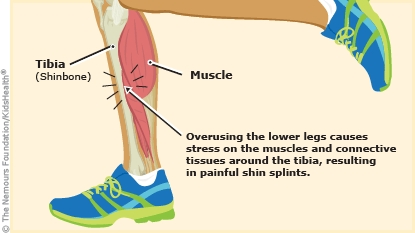 Tibia
(Shinbone)
Muscle
Overusing the lower legs causes
stress on the muscles and connective
tissues around the tibia, resulting
in painful shin splints.
© The Nemours Foundation/KidsHealth®